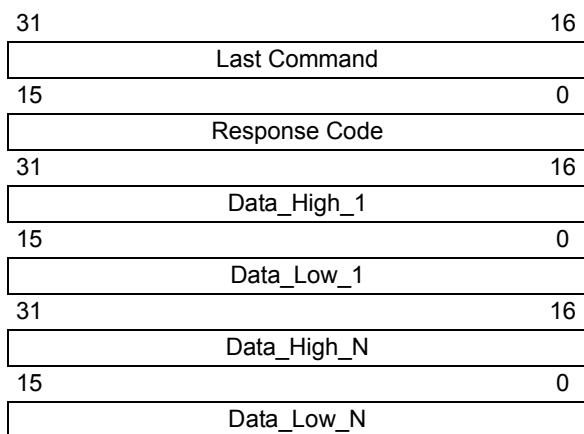 31 16
Last Command
15 0
Response Code
31 16
Data_High_1
15 0
Data_Low_1
31 16
Data_High_N
15 0
Data_Low_N